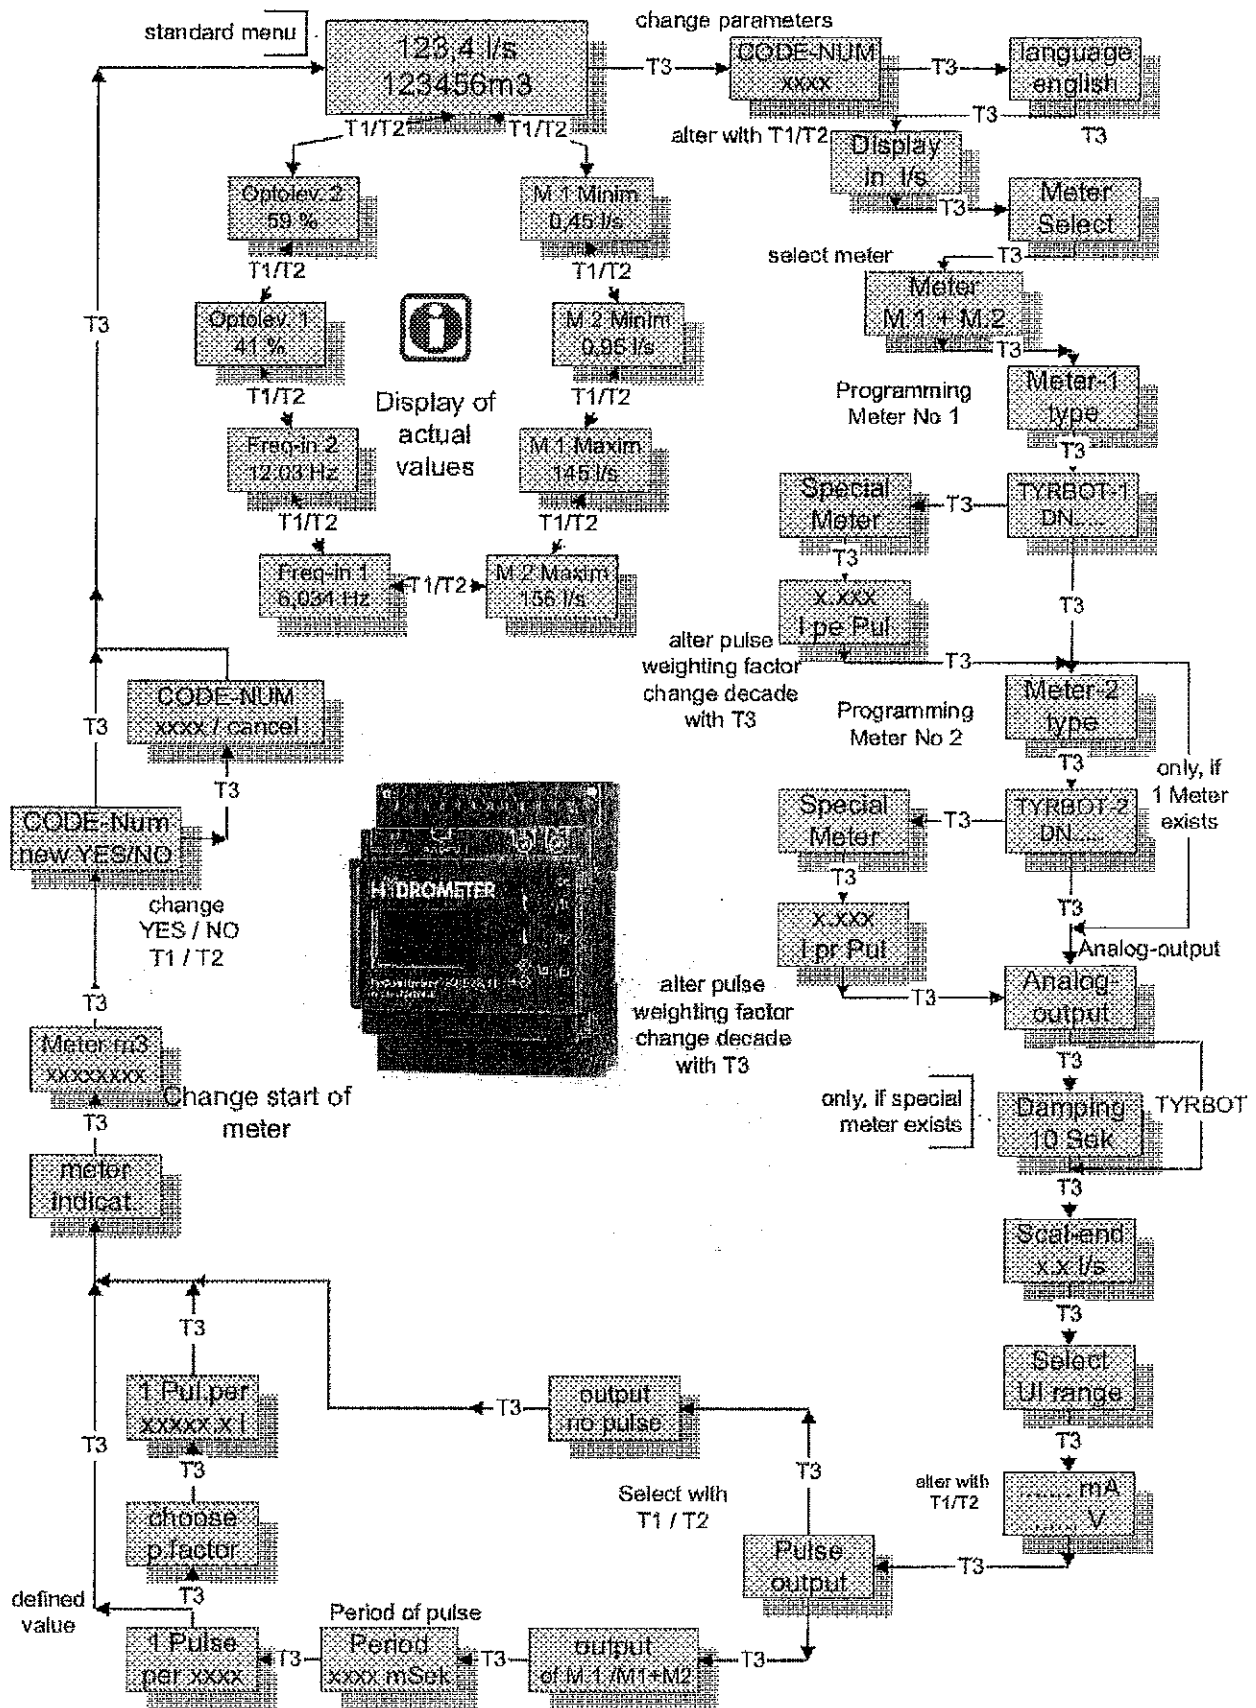 standard menu
123,4 l/s
123456m3
change parameters
T3
CODE-NUM
xxxx
T3
language
english
T3
T3
alter with T1/T2
Display
in l/s
T3
Meter
Select
T3
select meter
Meter
M.1 + M.2
T3
Programming
Meter No 1
Meter-1
type
T3
TYRBOT-1
DN.....
T3
Special
Meter
T3
x.xxx
l pe Pul
T3
T3
alter pulse
weighting factor
change decade
with T3
Programming
Meter No 2
Meter-2
type
T3
only, if
1 Meter
exists
TYRBOT-2
DN.....
T3
Special
Meter
T3
x.xxx
l pr Pul
T3
T3
alter pulse
weighting factor
change decade
with T3
Analog-output
Analog-
output
T3
TYRBOT
only, if special
meter exists
Damping
10 Sek
T3
Scal-end
x.x l/s
T3
Select
UI range
T3
alter with
T1/T2
....... mA
...... V
T3
Pulse
output
T3
Select with
T1 / T2
output
no pulse
T3
T3
output
of M.1./M1+M2
T3
Period of pulse
Period
xxxx mSek
T3
1 Pulse
per xxxx
defined
value
T3
T3
choose
p.factor
T3
1 Pul.per
xxxxx.x l
T3
meter
indicat.
T3
Meter m3
xxxxxxxx
Change start of
meter
T3
CODE-Num
new YES/NO
change
YES / NO
T1 / T2
T3
T3
CODE-NUM
xxxx / cancel
T3
T1/T2
T1/T2
Optolev. 2
59 %
T1/T2
Optolev. 1
41 %
T1/T2
Freq-in 2
12.03 Hz
T1/T2
Freq-in 1
6,034 Hz
T1/T2
M.1 Minim
0,45 l/s
T1/T2
M.2 Minim
0,95 l/s
T1/T2
M.1 Maxim
145 l/s
T1/T2
M.2 Maxim
156 l/s
i
Display of
actual
values
HYDROMETER